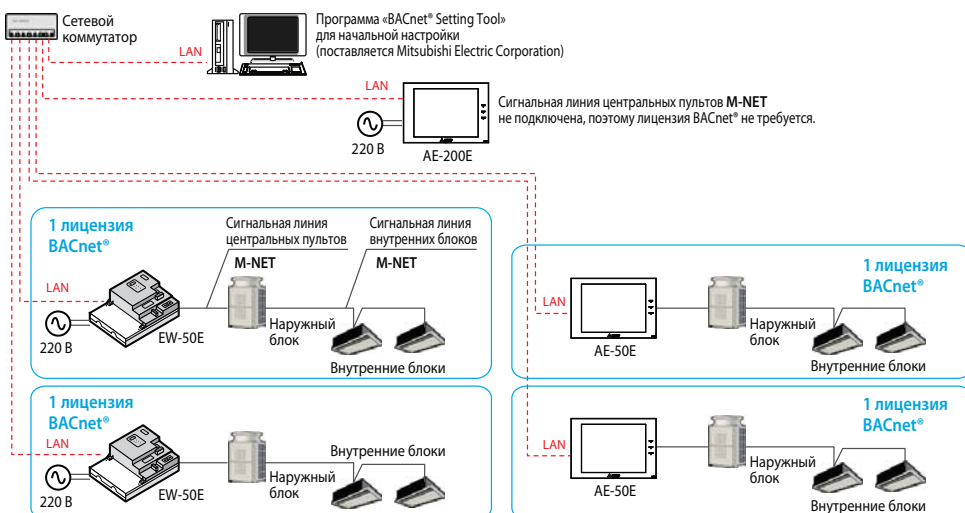 Сетевой
коммутатор
LAN
Программа «BACnet® Setting Tool»
для начальной настройки
(поставляется Mitsubishi Electric Corporation)
LAN
220 В
AE-200E
Сигнальная линия центральных пультов M-NET
не подключена, поэтому лицензия BACnet® не требуется.
1 лицензия
BACnet®
Сигнальная линия
центральных пультов
M-NET
Сигнальная линия
внутренних блоков
M-NET
LAN
220 В
EW-50E
Наружный
блок
Внутренние блоки
1 лицензия
BACnet®
LAN
AE-50E
Наружный
блок
Внутренние блоки
1 лицензия
BACnet®
LAN
220 В
EW-50E
Наружный
блок
Внутренние блоки
1 лицензия
BACnet®
LAN
AE-50E
Наружный
блок
Внутренние блоки